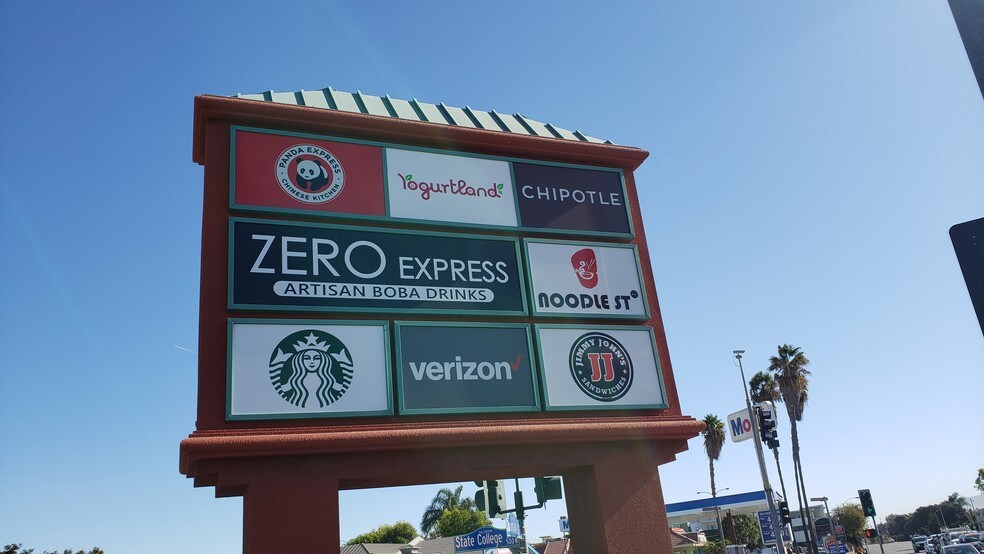 PANDA EXPRESS
CHINESE KITCHEN
Yogurtland
CHIPOTLE
ZERO EXPRESS
ARTISAN BOBA DRINKS
NOODLE ST
verizon
JIMMY JOHN'S
JJ
SANDWICHES
Mo
State College